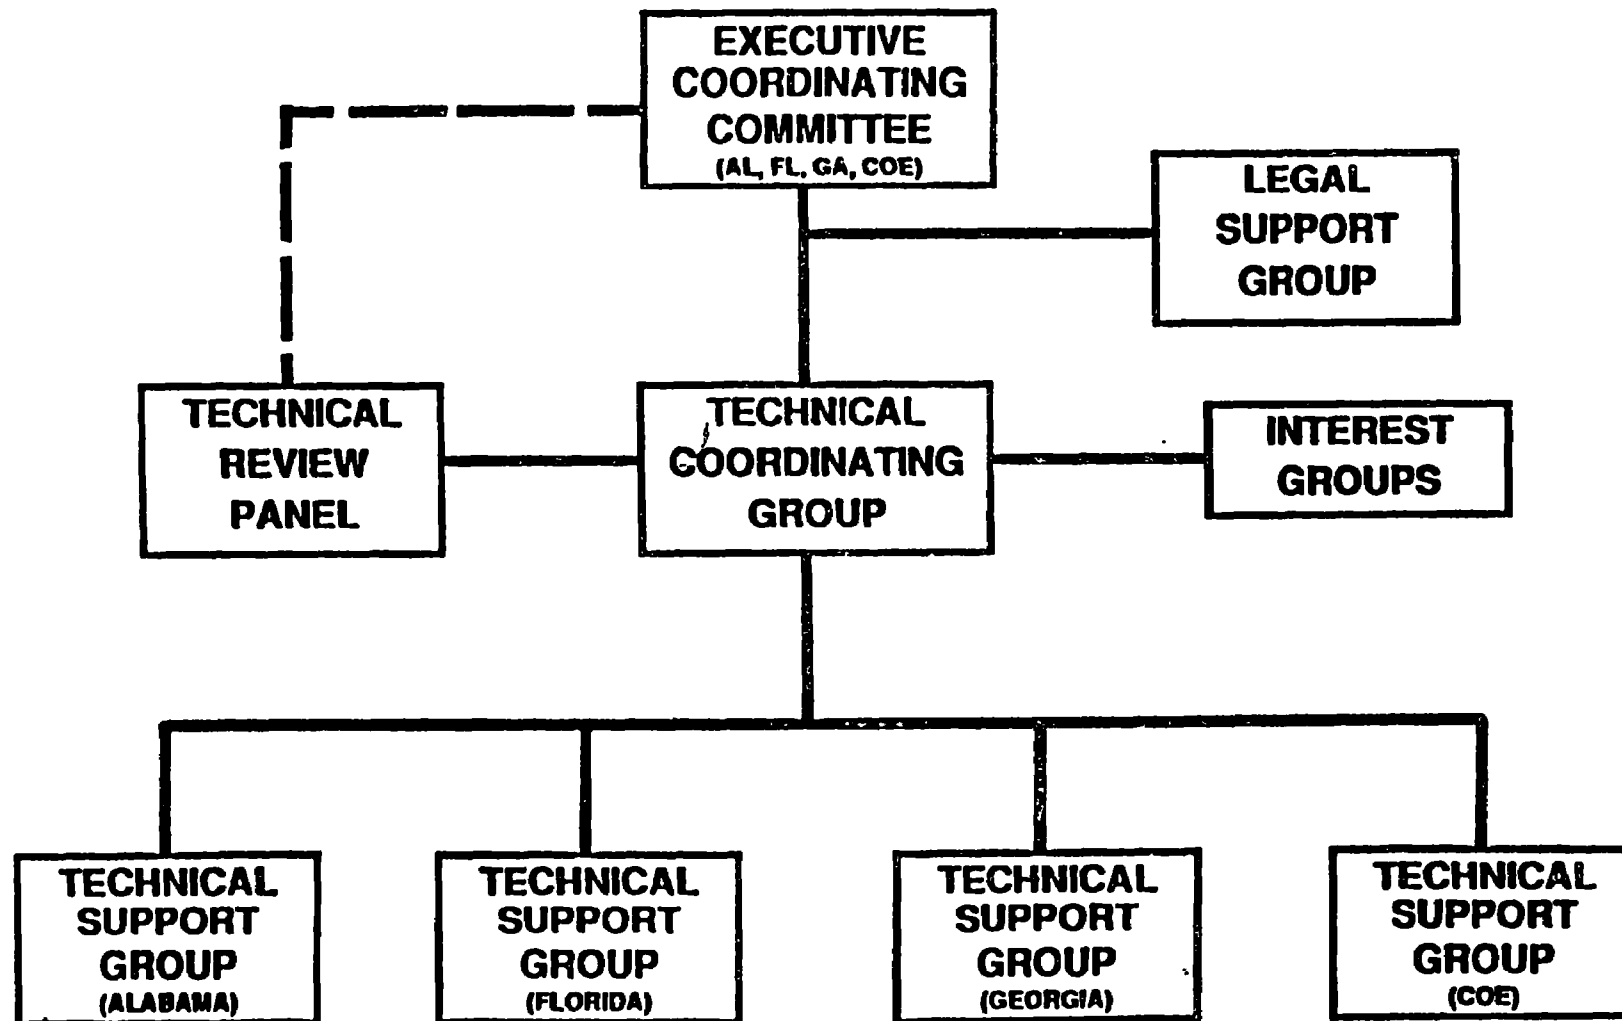 EXECUTIVE
COORDINATING
COMMITTEE
(AL, FL, GA, COE)
LEGAL
SUPPORT
GROUP
TECHNICAL
REVIEW
PANEL
TECHNICAL
COORDINATING
GROUP
INTEREST
GROUPS
TECHNICAL
SUPPORT
GROUP
(ALABAMA)
TECHNICAL
SUPPORT
GROUP
(FLORIDA)
TECHNICAL
SUPPORT
GROUP
(GEORGIA)
TECHNICAL
SUPPORT
GROUP
(COE)